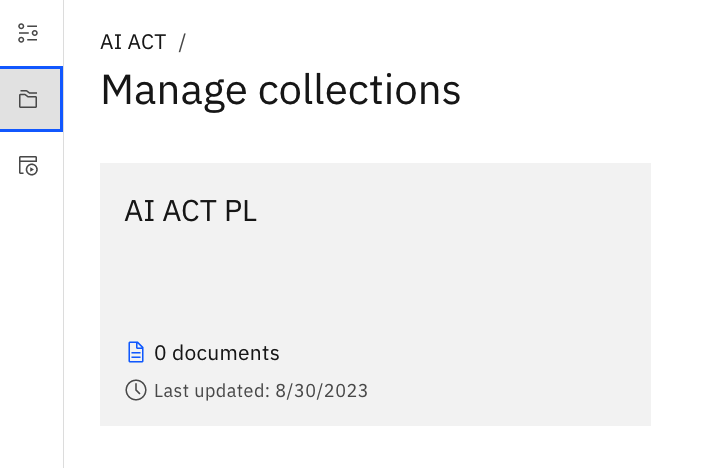 AI ACT /
Manage collections
AI ACT PL
0 documents
Last updated: 8/30/2023